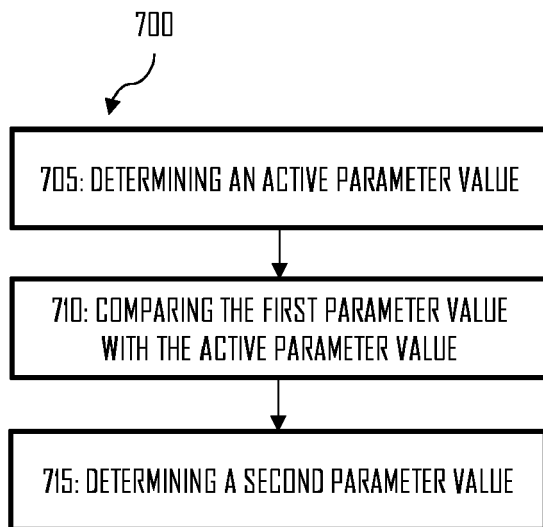 700
705: DETERMINING AN ACTIVE PARAMETER VALUE
710: COMPARING THE FIRST PARAMETER VALUE
WITH THE ACTIVE PARAMETER VALUE
715: DETERMINING A SECOND PARAMETER VALUE